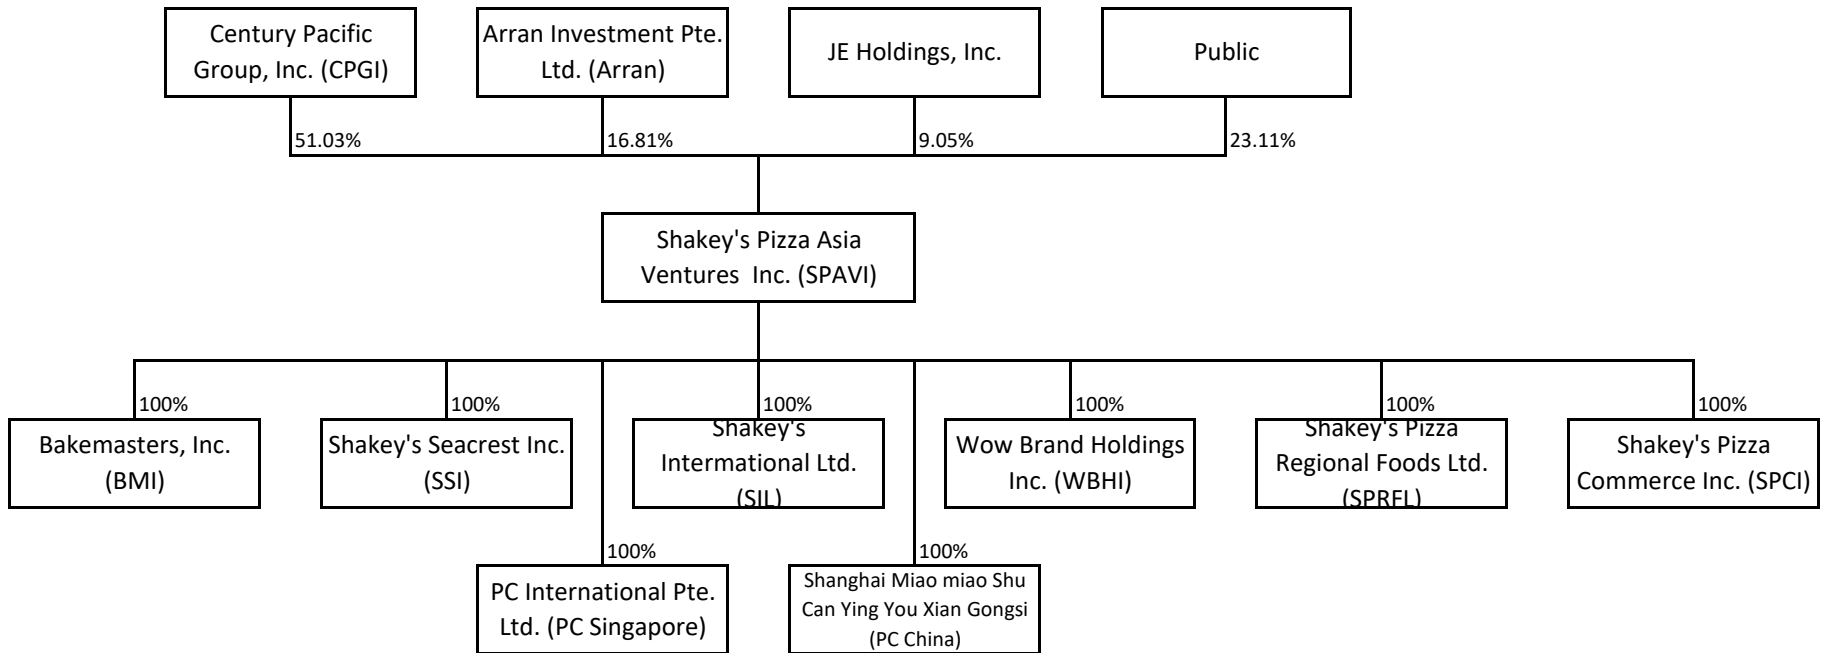 Century Pacific
Group, Inc. (CPGI)
Arran Investment Pte.
Ltd. (Arran)
JE Holdings, Inc.
Public
51.03%
16.81%
9.05%
23.11%
Shakey's Pizza Asia
Ventures  Inc. (SPAVI)
100%
100%
100%
100%
100%
100%
Bakemasters, Inc.
(BMI)
Shakey's Seacrest Inc.
(SSI)
Shakey's
Intermational Ltd.
(SIL)
Wow Brand Holdings
Inc. (WBHI)
Shakey's Pizza
Regional Foods Ltd.
(SPRFL)
Shakey's Pizza
Commerce Inc. (SPCI)
100%
100%
PC International Pte.
Ltd. (PC Singapore)
Shanghai Miao miao Shu
Can Ying You Xian Gongsi
(PC China)